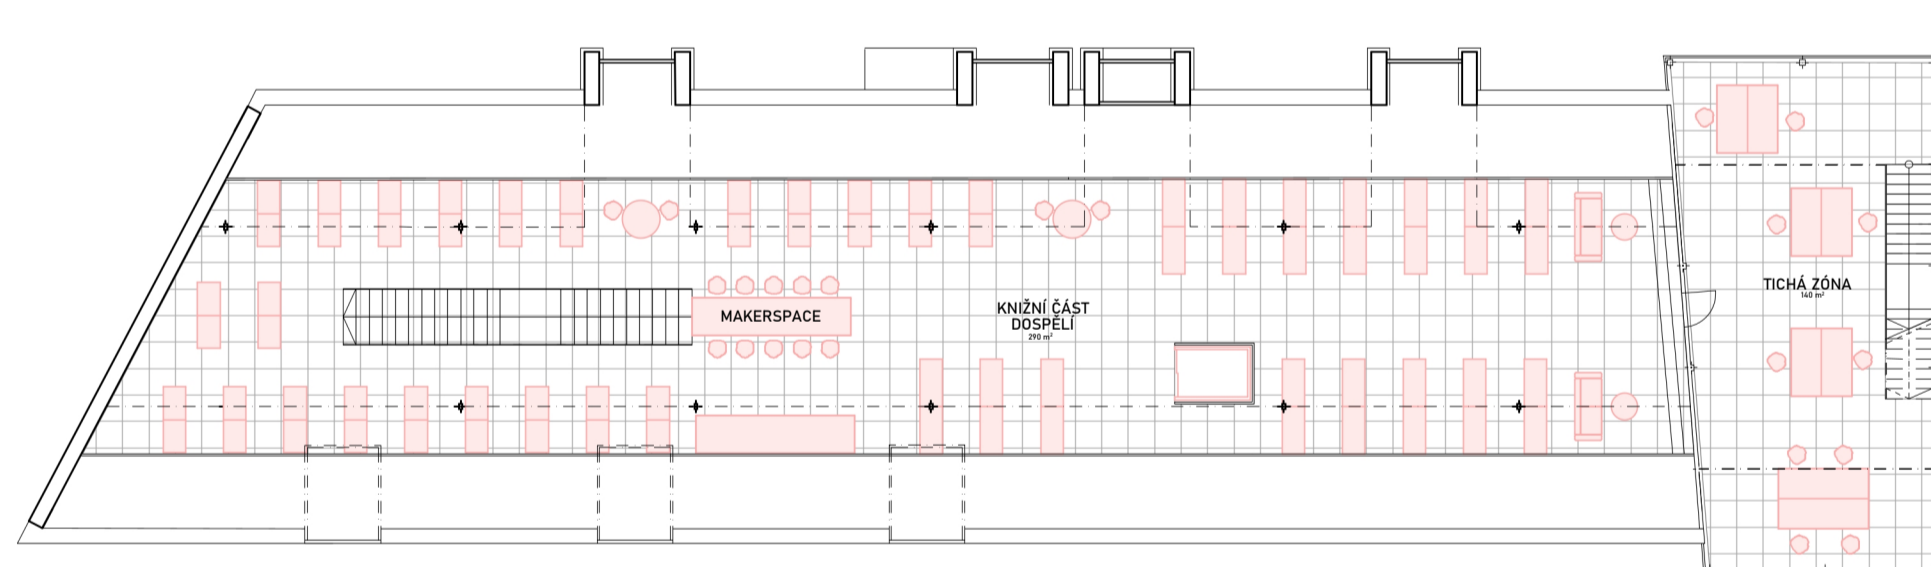 MAKERSPACE
KNIŽNÍ ČÁST
DOSPĚLÍ
290 m²
TICHÁ ZÓNA
140 m²